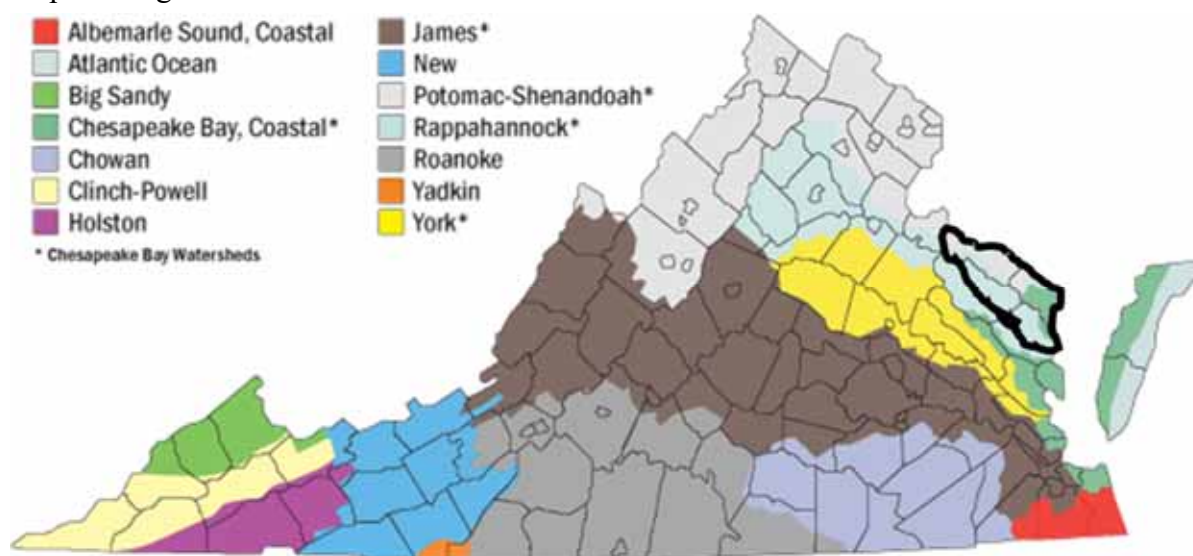 Albemarle Sound, Coastal
Atlantic Ocean
Big Sandy
Chesapeake Bay, Coastal*
Chowan
Clinch-Powell
Holston
* Chesapeake Bay Watersheds
James*
New
Potomac-Shenandoah*
Rappahannock*
Roanoke
Yadkin
York*